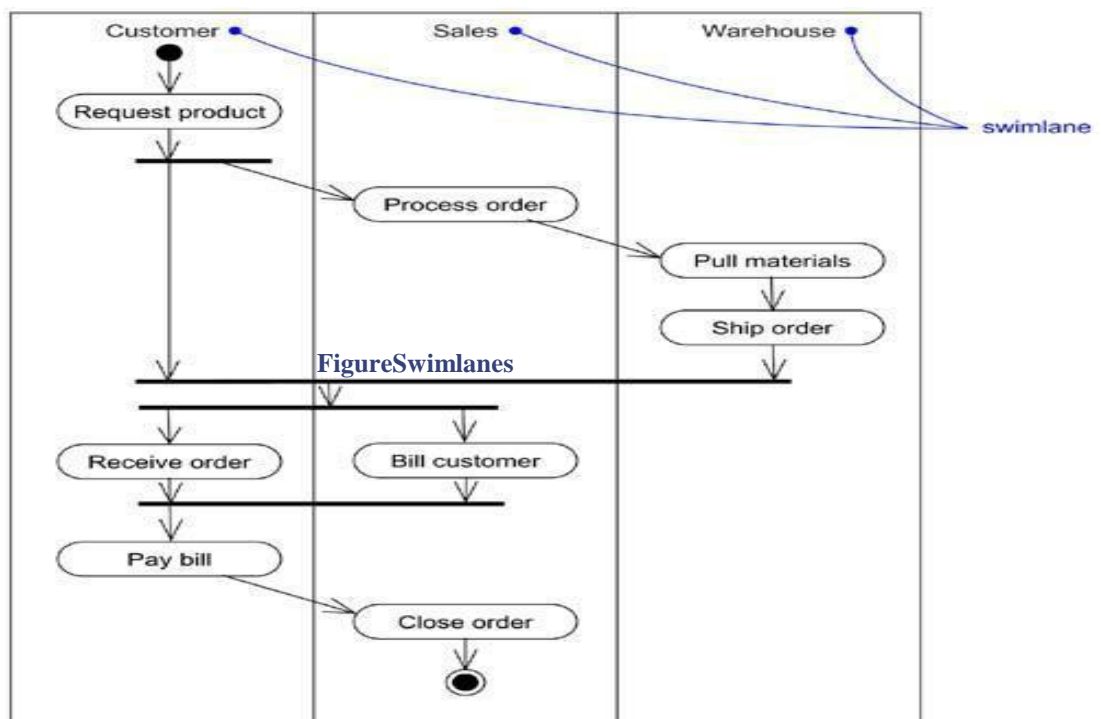 Customer
Sales
Warehouse
Request product
swimlane
Process order
Pull materials
Ship order
FigureSwimlanes
Receive order
Bill customer
Pay bill
Close order